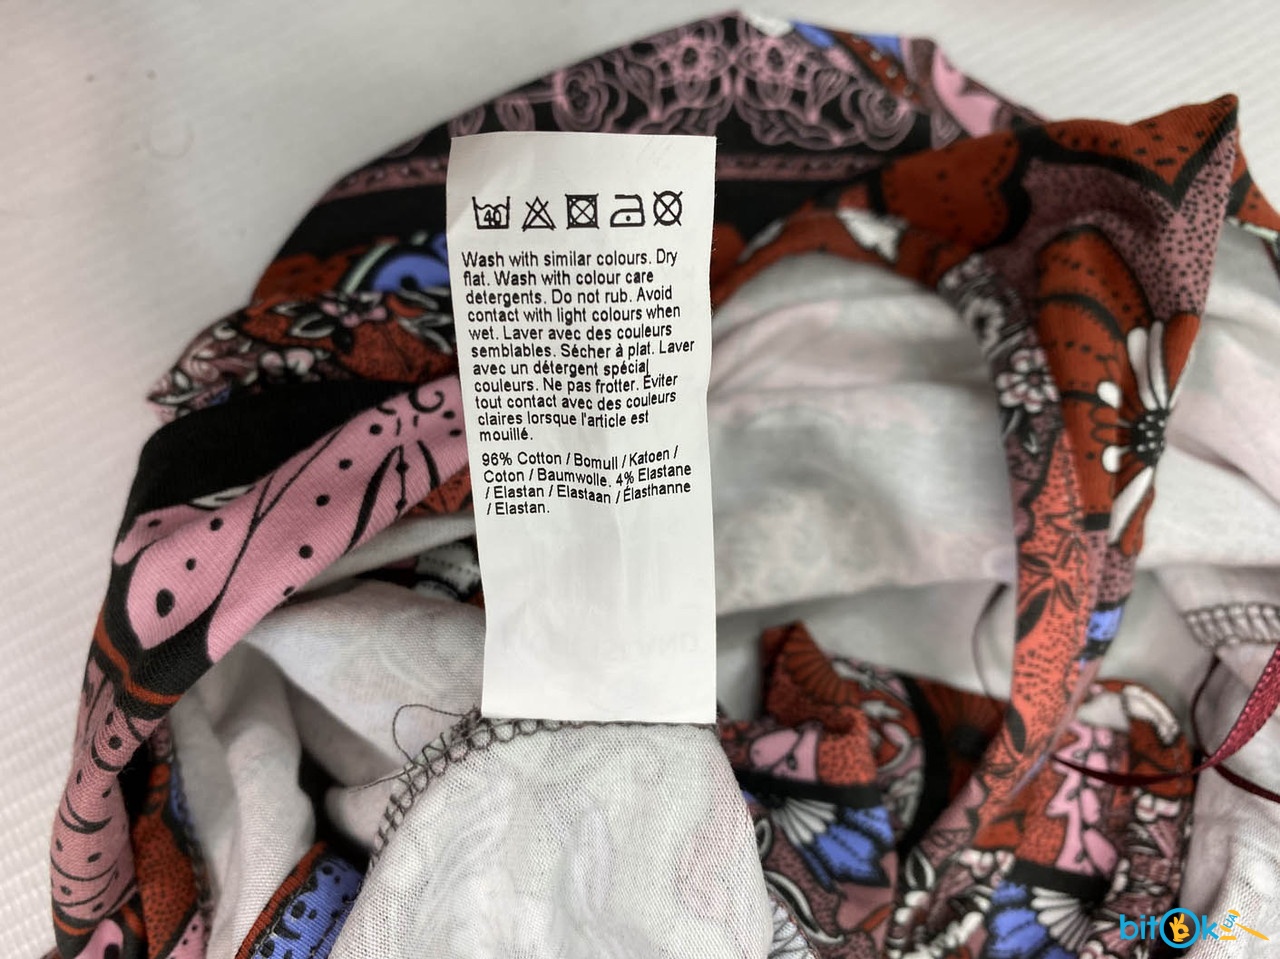 40
Wash with similar colours. Dry
flat. Wash with colour care
detergents. Do not rub. Avoid
contact with light colours when
wet. Laver avec des couleurs
semblables. Sécher à plat. Laver
avec un détergent spécial
couleurs. Ne pas frotter. Éviter
tout contact avec des couleurs
claires lorsque l'article est
mouillé.
96% Cotton / Bomull / Katoen /
Coton / Baumwolle. 4% Elastane
/ Elastan / Elastaan / Élasthanne
/ Elastan.
bitOk
UA